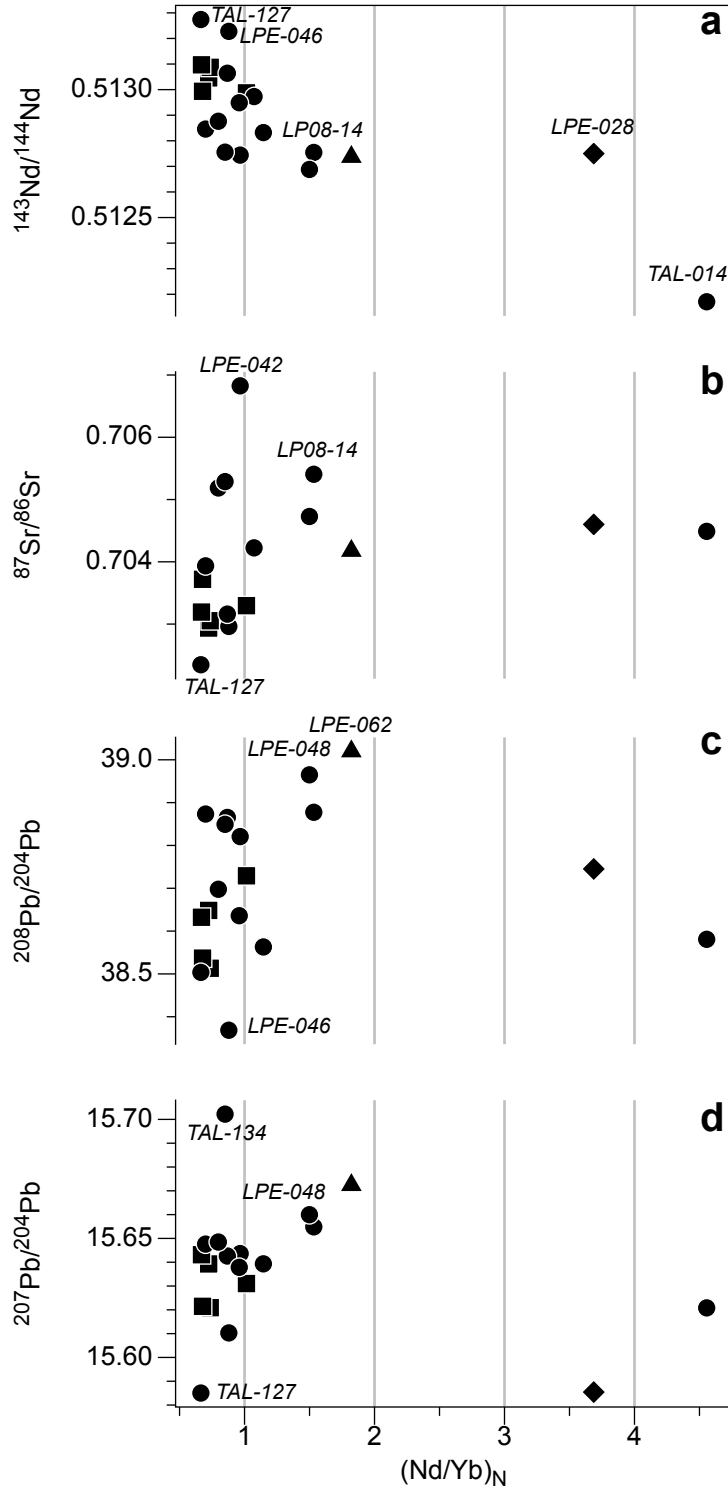 a
TAL-127
LPE-046
0.5130
LP08-14
LPE-028
0.5125
TAL-014
143Nd/144Nd
b
LPE-042
0.706
LP08-14
0.704
TAL-127
87Sr/86Sr
c
LPE-062
39.0
LPE-048
38.5
LPE-046
208Pb/204Pb
d
15.70
TAL-134
LPE-048
15.65
15.60
TAL-127
207Pb/204Pb
1 2 3 4
(Nd/Yb)N